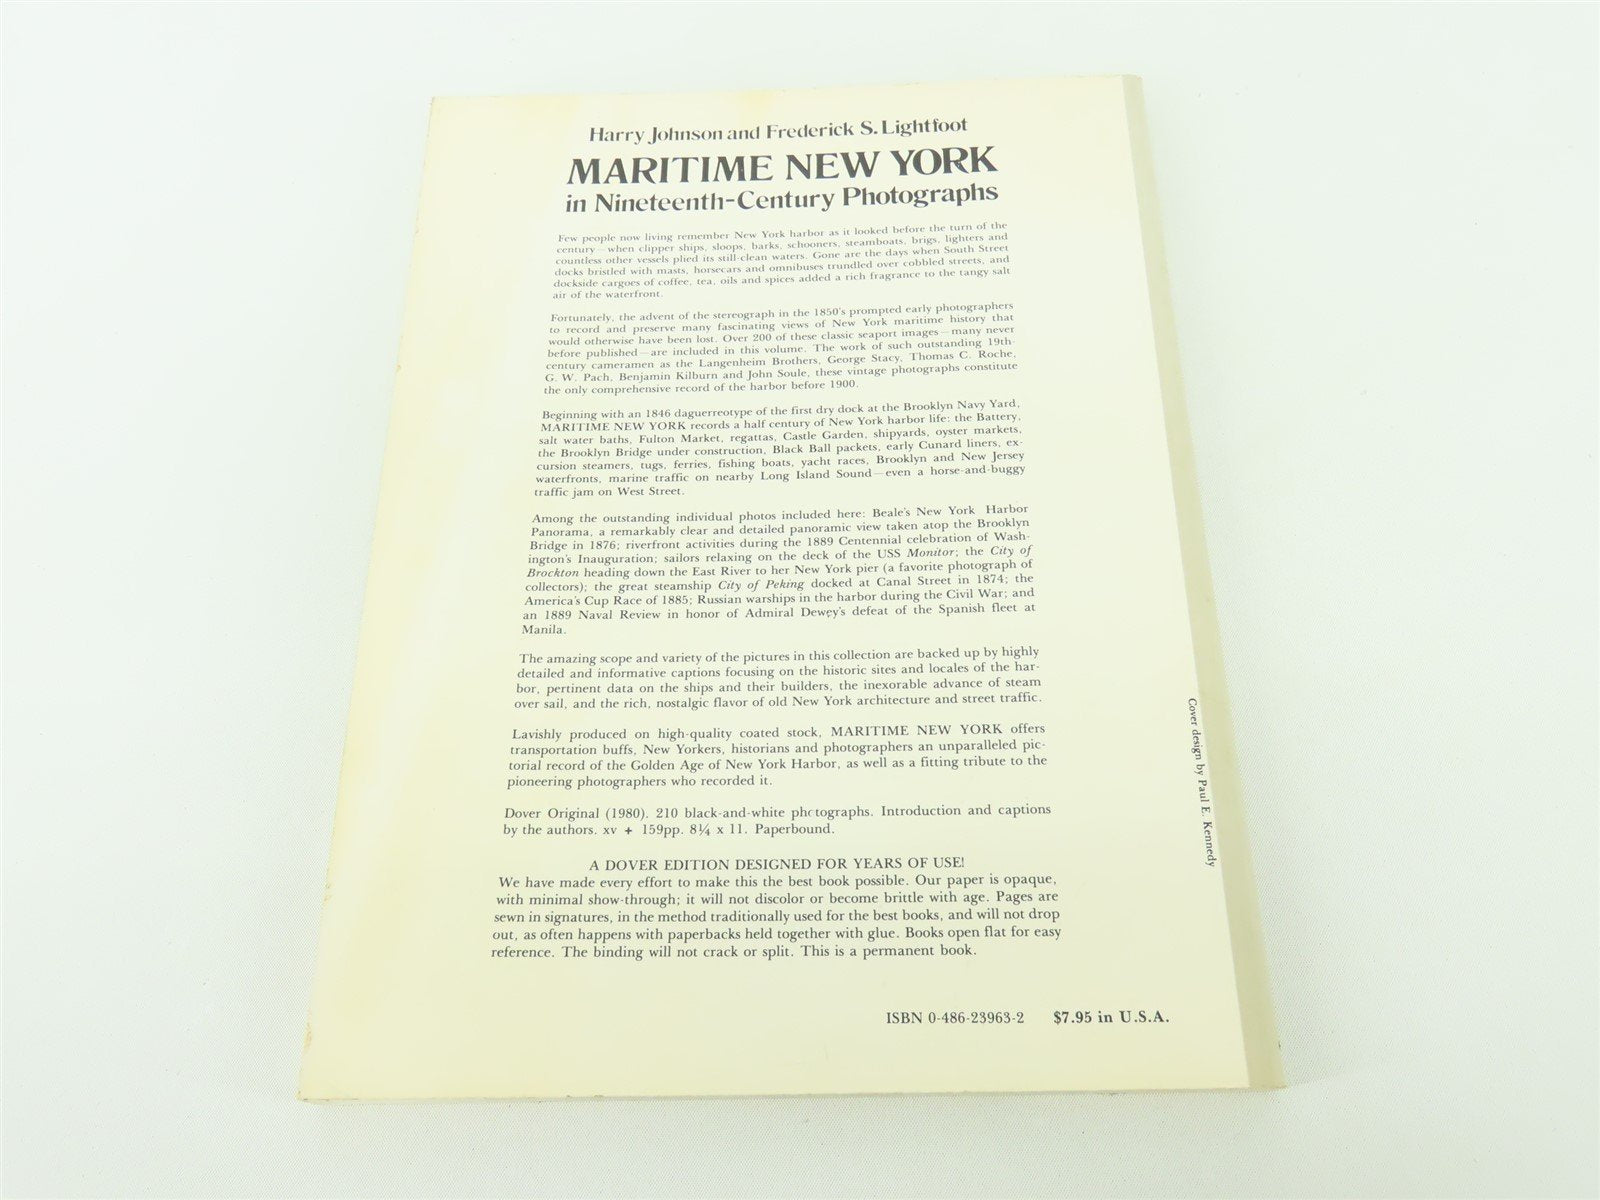 Harry Johnson and Frederick S. Lightfoot
MARITIME NEW YORK
in Nineteenth-Century Photographs
Few people now living remember New York harbor as it looked before the turn of the
century—when clipper ships, sloops, barks, schooners, steamboats, brigs, lighters and
countless other vessels plied its still-clean waters. Gone are the days when South Street
docks bristled with masts, horsecars and omnibuses trundled over cobbled streets, and
dockside cargoes of coffee, tea, oils and spices added a rich fragrance to the tangy salt
air of the waterfront.
Fortunately, the advent of the stereograph in the 1850's prompted early photographers
to record and preserve many fascinating views of New York maritime history that
would otherwise have been lost. Over 200 of these classic seaport images—many never
before published—are included in this volume. The work of such outstanding 19th-
century cameramen as the Langenheim Brothers, George Stacy, Thomas C. Roche,
G. W. Pach, Benjamin Kilburn and John Soule, these vintage photographs constitute
the only comprehensive record of the harbor before 1900.
Beginning with an 1846 daguerreotype of the first dry dock at the Brooklyn Navy Yard,
MARITIME NEW YORK records a half century of New York harbor life: the Battery,
salt water baths, Fulton Market, regattas, Castle Garden, shipyards, oyster markets,
the Brooklyn Bridge under construction, Black Ball packets, early Cunard liners, ex-
cursion steamers, tugs, ferries, fishing boats, yacht races, Brooklyn and New Jersey
waterfronts, marine traffic on nearby Long Island Sound—even a horse-and-buggy
traffic jam on West Street.
Among the outstanding individual photos included here: Beale's New York Harbor
Panorama, a remarkably clear and detailed panoramic view taken atop the Brooklyn
Bridge in 1876; riverfront activities during the 1889 Centennial celebration of Wash-
ington's Inauguration; sailors relaxing on the deck of the USS Monitor; the City of
Brockton heading down the East River to her New York pier (a favorite photograph of
collectors); the great steamship City of Peking docked at Canal Street in 1874; the
America's Cup Race of 1885; Russian warships in the harbor during the Civil War; and
an 1889 Naval Review in honor of Admiral Dewey's defeat of the Spanish fleet at
Manila.
The amazing scope and variety of the pictures in this collection are backed up by highly
detailed and informative captions focusing on the historic sites and locales of the har-
bor, pertinent data on the ships and their builders, the inexorable advance of steam
over sail, and the rich, nostalgic flavor of old New York architecture and street traffic.
Lavishly produced on high-quality coated stock, MARITIME NEW YORK offers
transportation buffs, New Yorkers, historians and photographers an unparalleled pic-
torial record of the Golden Age of New York Harbor, as well as a fitting tribute to the
pioneering photographers who recorded it.
Dover Original (1980). 210 black-and-white photographs. Introduction and captions
by the authors. xv + 159pp. 8¼ x 11. Paperbound.
A DOVER EDITION DESIGNED FOR YEARS OF USE!
We have made every effort to make this the best book possible. Our paper is opaque,
with minimal show-through; it will not discolor or become brittle with age. Pages are
sewn in signatures, in the method traditionally used for the best books, and will not drop
out, as often happens with paperbacks held together with glue. Books open flat for easy
reference. The binding will not crack or split. This is a permanent book.
ISBN 0-486-23963-2 $7.95 in U.S.A.
Cover design by Paul E. Kennedy